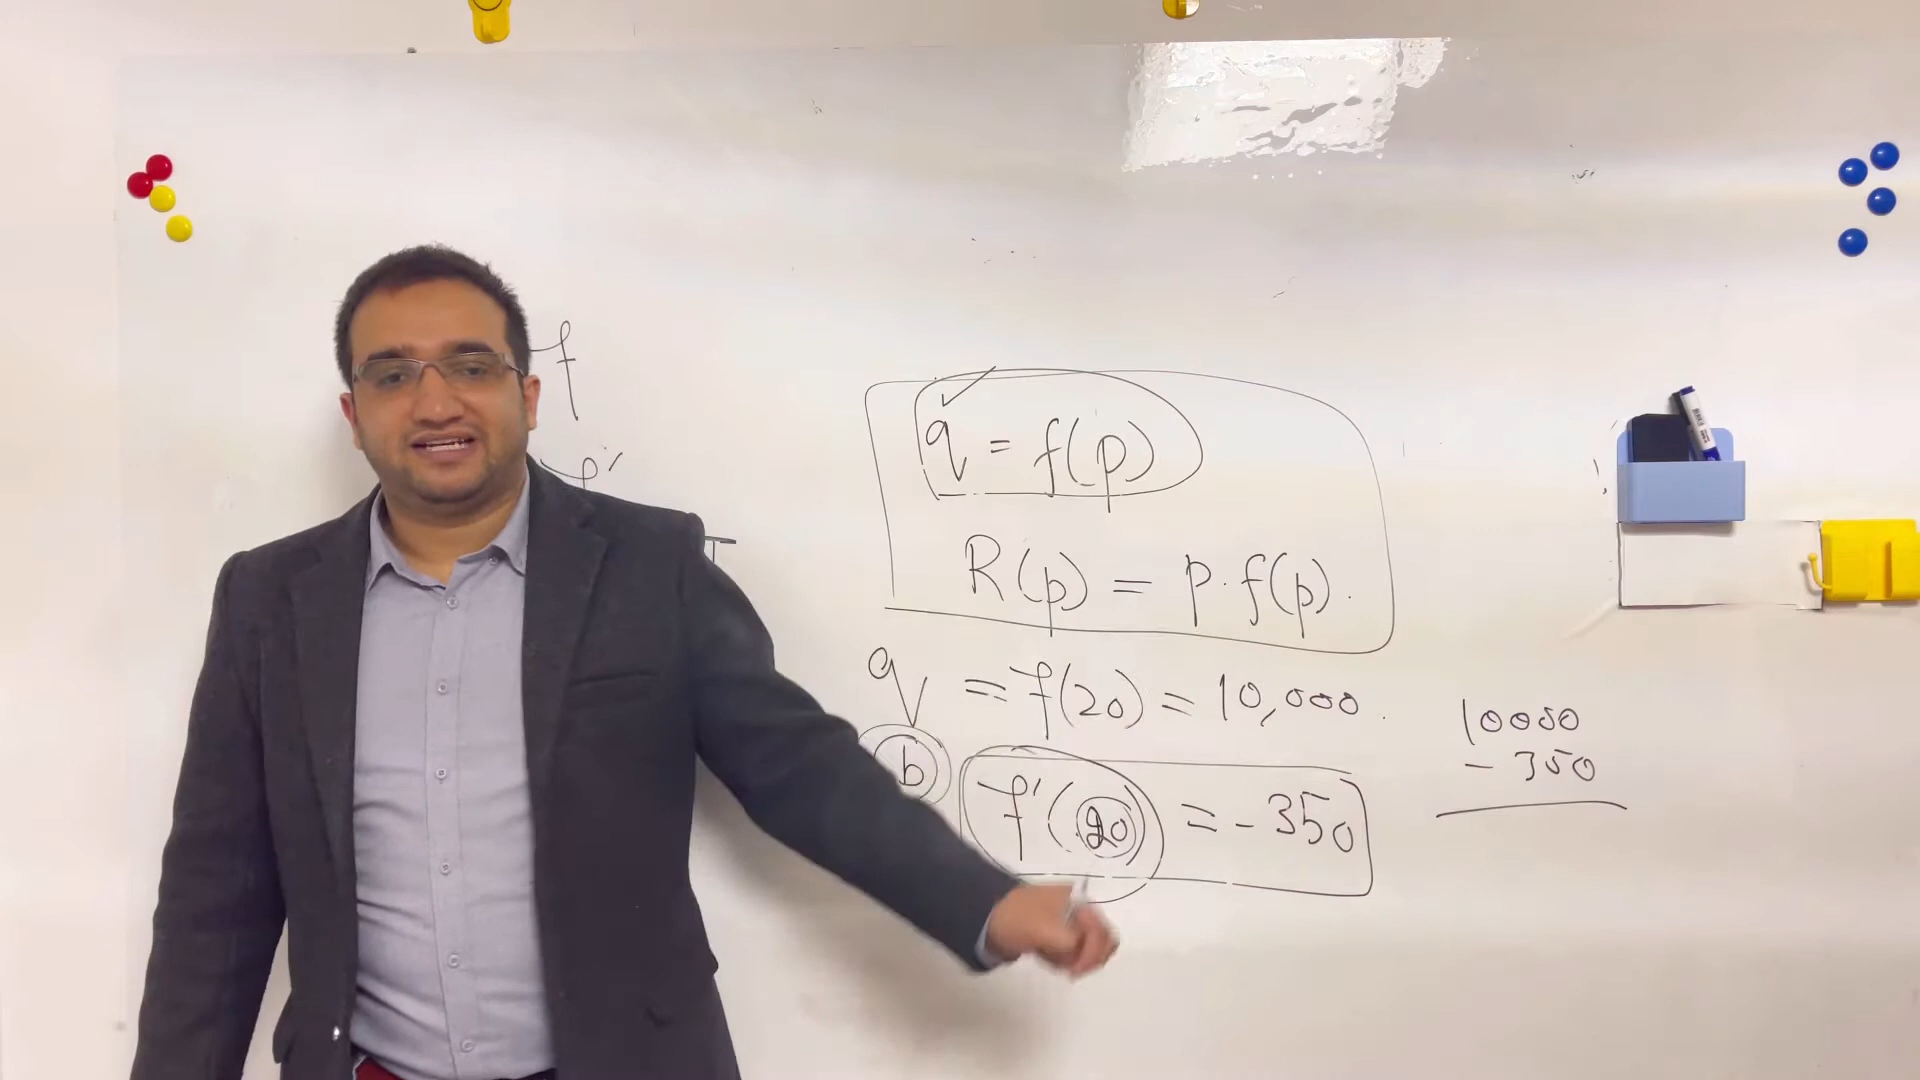 f
f'
q = f(p)
R(p) = p · f(p).
q = f(20) = 10,000.
b f'(20) = -350
10000
- 350